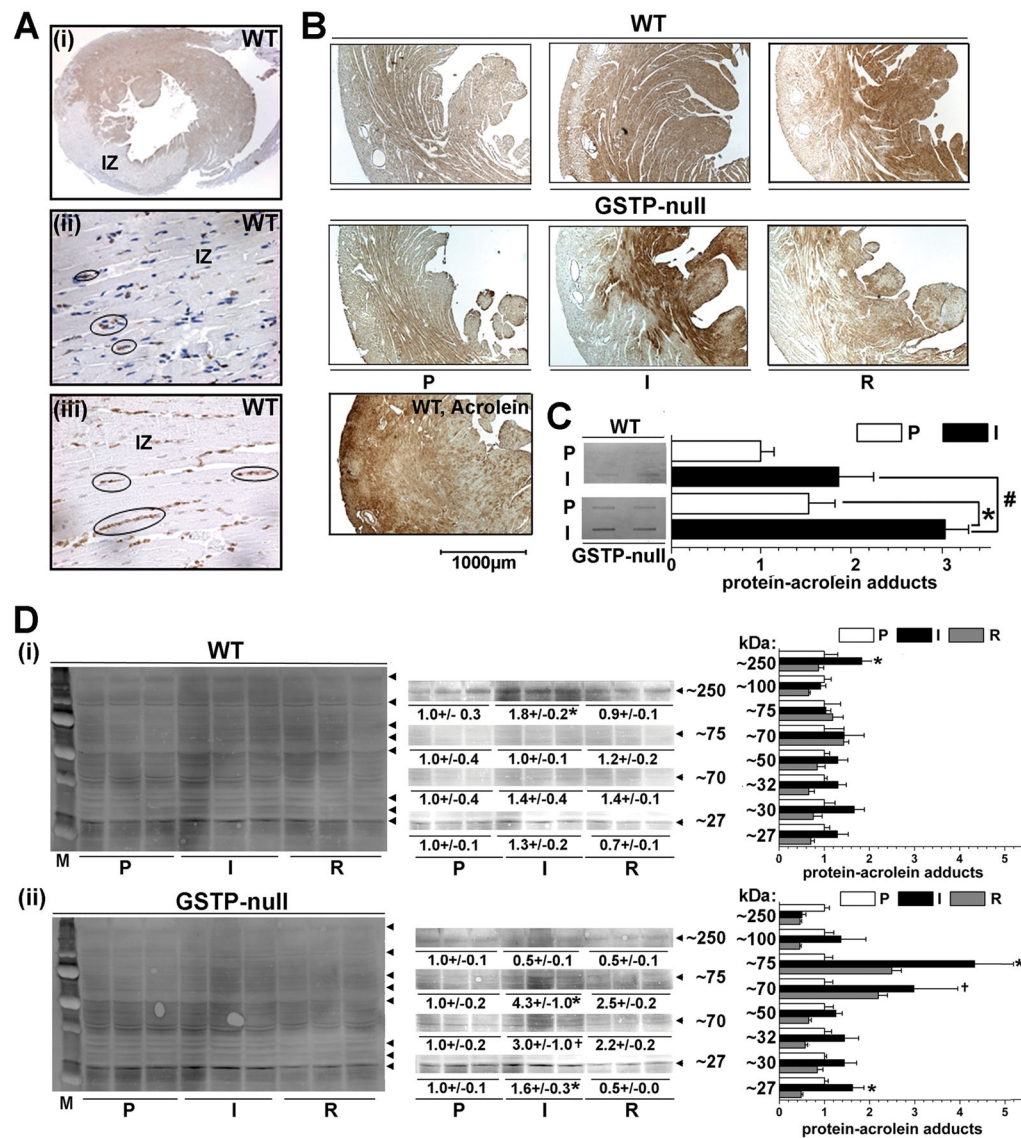 A
(i) WT
IZ
(ii) WT
IZ
(iii) WT
IZ
B
WT
GSTP-null
P I R
WT, Acrolein
1000µm
C
WT
P
I
P
I
GSTP-null
P I
#
*
0 1 2 3
protein-acrolein adducts
D
(i) WT
M P I R
~250
1.0+/- 0.3 1.8+/-0.2* 0.9+/-0.1
~75
1.0+/-0.4 1.0+/-0.1 1.2+/-0.2
~70
1.0+/-0.4 1.4+/-0.4 1.4+/-0.1
~27
1.0+/-0.1 1.3+/-0.2 0.7+/-0.1
P I R
kDa: P I R
~250 *
~100
~75
~70
~50
~32
~30
~27
0 1 2 3 4 5
protein-acrolein adducts
(ii) GSTP-null
M P I R
~250
1.0+/-0.1 0.5+/-0.1 0.5+/-0.1
~75
1.0+/-0.2 4.3+/-1.0* 2.5+/-0.2
~70
1.0+/-0.2 3.0+/-1.0† 2.2+/-0.2
~27
1.0+/-0.1 1.6+/-0.3* 0.5+/-0.0
P I R
kDa: P I R
~250
~100
~75 *
~70 †
~50
~32
~30
~27 *
0 1 2 3 4 5
protein-acrolein adducts